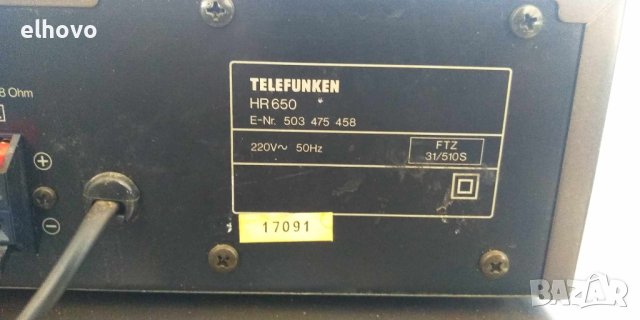 elhovo
8 Ohm
TELEFUNKEN
HR 650
E-Nr. 503 475 458
220V~ 50Hz
FTZ
31/510S
17091
BAZAR